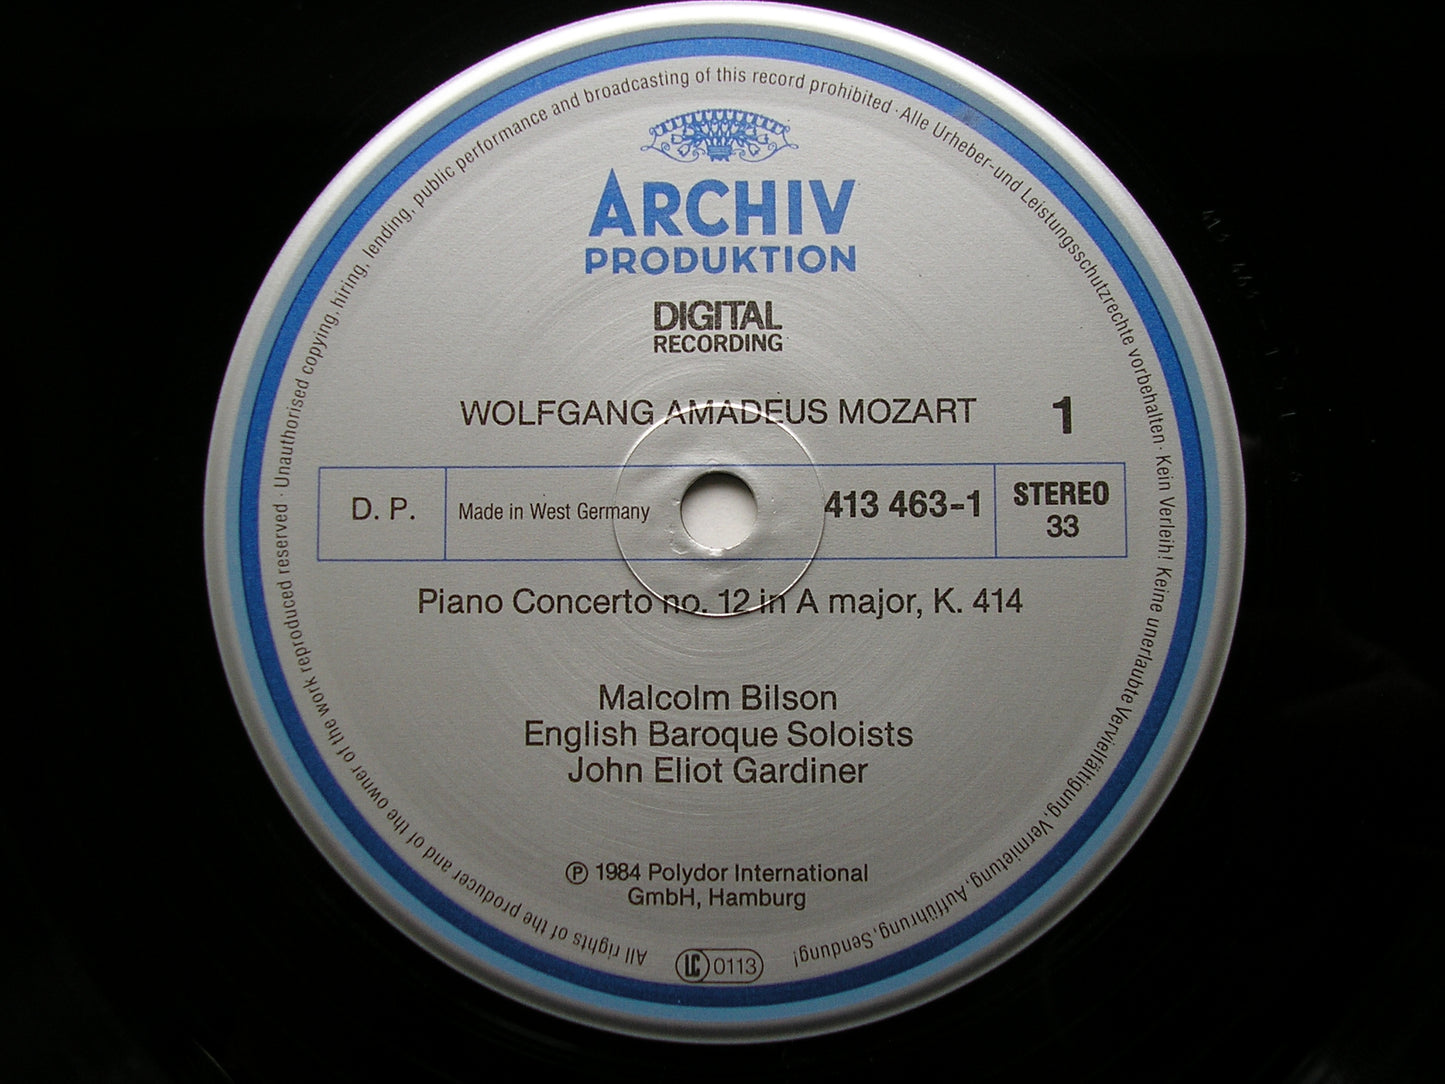 All rights of the producer and of the owner of the work reproduced reserved · Unauthorised copying, hiring, lending, public performance and broadcasting of this record prohibited · Alle Urheber- und Leistungsschutzrechte vorbehalten · Kein Verleih! Keine unerlaubte Vervielfältigung, Vermietung, Aufführung, Sendung!
ARCHIV
PRODUKTION
DIGITAL
RECORDING
WOLFGANG AMADEUS MOZART 1
D. P. Made in West Germany 413 463-1 STEREO
33
Piano Concerto no. 12 in A major, K. 414
Malcolm Bilson
English Baroque Soloists
John Eliot Gardiner
℗ 1984 Polydor International
GmbH, Hamburg
LC 0113